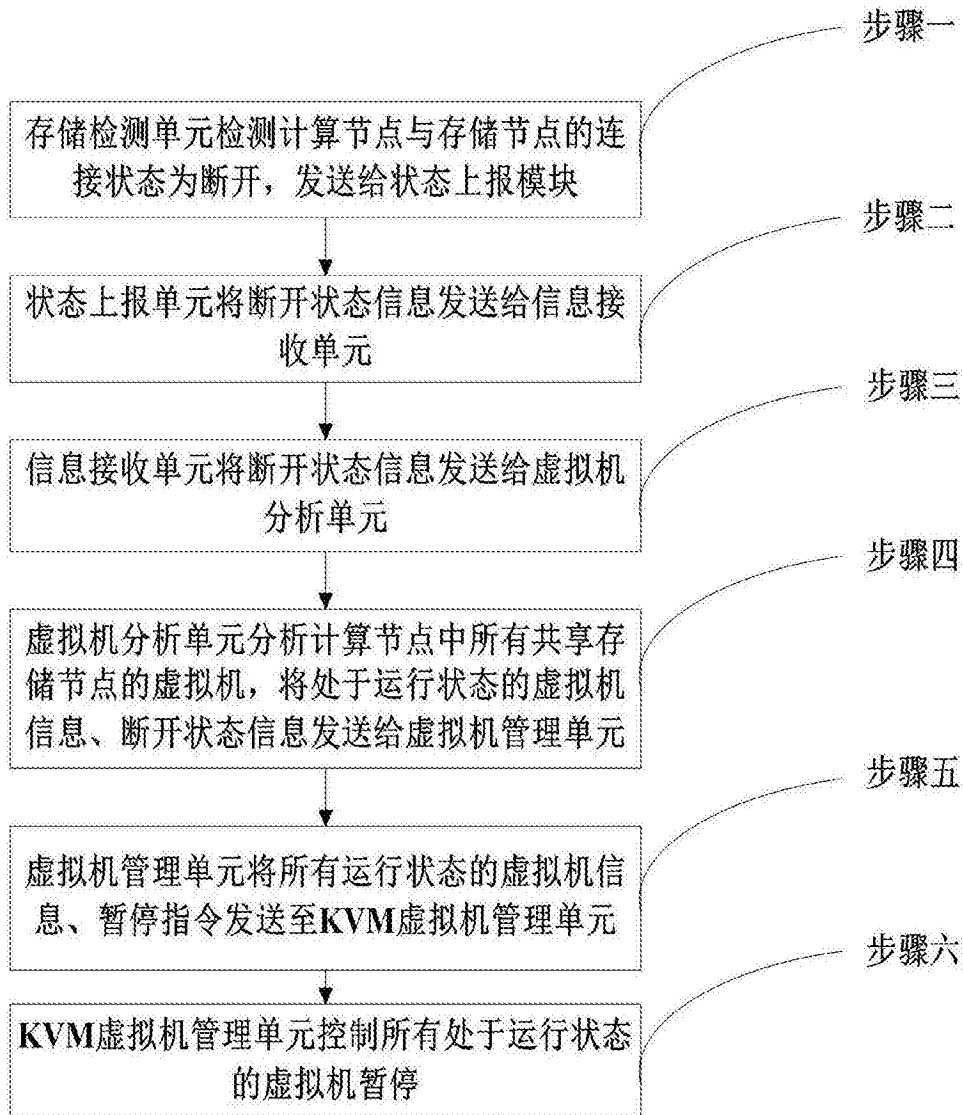 步骤一
存储检测单元检测计算节点与存储节点的连
接状态为断开，发送给状态上报模块
步骤二
状态上报单元将断开状态信息发送给信息接
收单元
步骤三
信息接收单元将断开状态信息发送给虚拟机
分析单元
步骤四
虚拟机分析单元分析计算节点中所有共享存
储节点的虚拟机，将处于运行状态的虚拟机
信息、断开状态信息发送给虚拟机管理单元
步骤五
虚拟机管理单元将所有运行状态的虚拟机信
息、暂停指令发送至KVM虚拟机管理单元
步骤六
KVM虚拟机管理单元控制所有处于运行状态
的虚拟机暂停